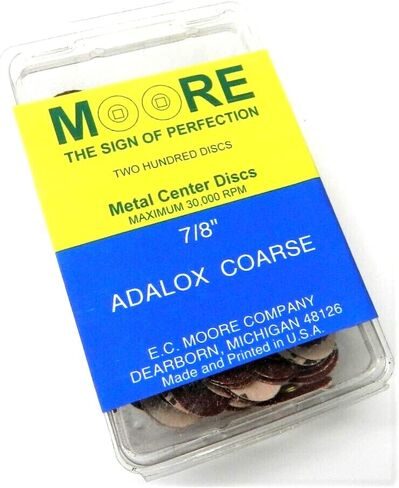 MOORE
THE SIGN OF PERFECTION
TWO HUNDRED DISCS
Metal Center Discs
MAXIMUM 30,000 RPM
7/8"
ADALOX COARSE
E.C. MOORE COMPANY
DEARBORN, MICHIGAN 48126
Made and Printed in U.S.A.